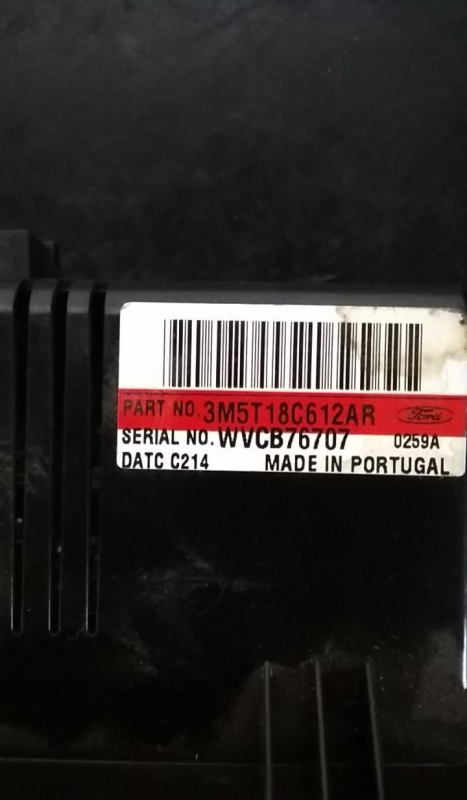 PART NO. 3M5T18C612AR Ford
SERIAL NO. WVCB76707 0259A
DATC C214 MADE IN PORTUGAL